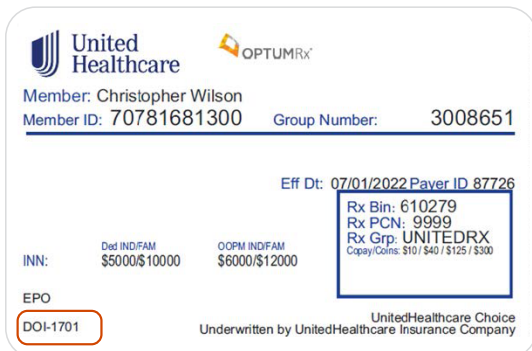 United
Healthcare
OPTUMRx
Member: Christopher Wilson
Member ID: 70781681300 Group Number: 3008651
Eff Dt: 07/01/2022 Payer ID 87726
Rx Bin: 610279
Rx PCN: 9999
Rx Grp: UNITEDRX
Copay/Coins: $10 / $40 / $125 / $300
Ded IND/FAM OOPM IND/FAM
INN: $5000/$10000 $6000/$12000
EPO
DOI-1701
UnitedHealthcare Choice
Underwritten by UnitedHealthcare Insurance Company